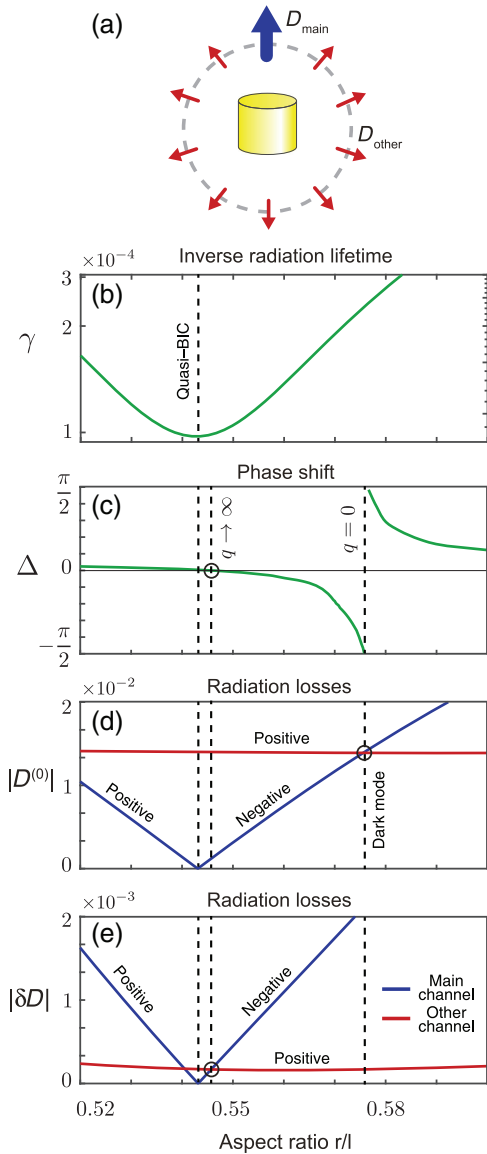 (a)
D_main
D_other
Inverse radiation lifetime
×10⁻⁴
(b)
3
2
1
γ
Quasi–BIC
Phase shift
(c)
π/2
0
−π/2
Δ
q → ∞
q = 0
Radiation losses
×10⁻²
(d)
2
1
0
|D⁽⁰⁾|
Positive
Positive
Negative
Dark mode
Radiation losses
×10⁻³
(e)
2
1
0
|δD|
Positive
Negative
Positive
Main
channel
Other
channel
0.52
0.55
0.58
Aspect ratio r/l